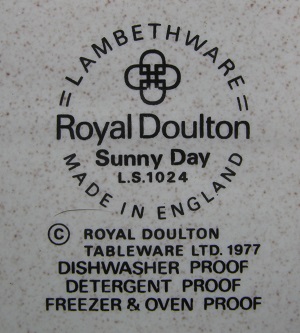 = LAMBETHWARE =
Royal Doulton
Sunny Day
L.S.1024
MADE IN ENGLAND
© ROYAL DOULTON
TABLEWARE LTD. 1977
DISHWASHER PROOF
DETERGENT PROOF
FREEZER & OVEN PROOF